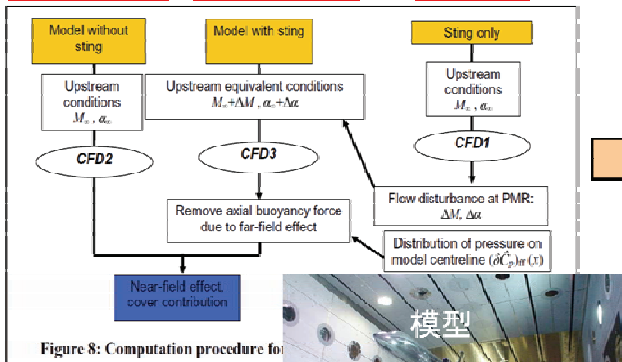 Model without
sting
Model with sting
Sting only
Upstream
conditions
M∞ , α∞
Upstream equivalent conditions
M∞+ΔM , α∞+Δα
Upstream
conditions
M∞ , α∞
CFD2
CFD3
CFD1
Remove axial buoyancy force
due to far-field effect
Flow disturbance at PMR:
ΔM, Δα
Distribution of pressure on
model centreline (δĈp)ff (x)
Near-field effect,
cover contribution
模型
Figure 8: Computation procedure for